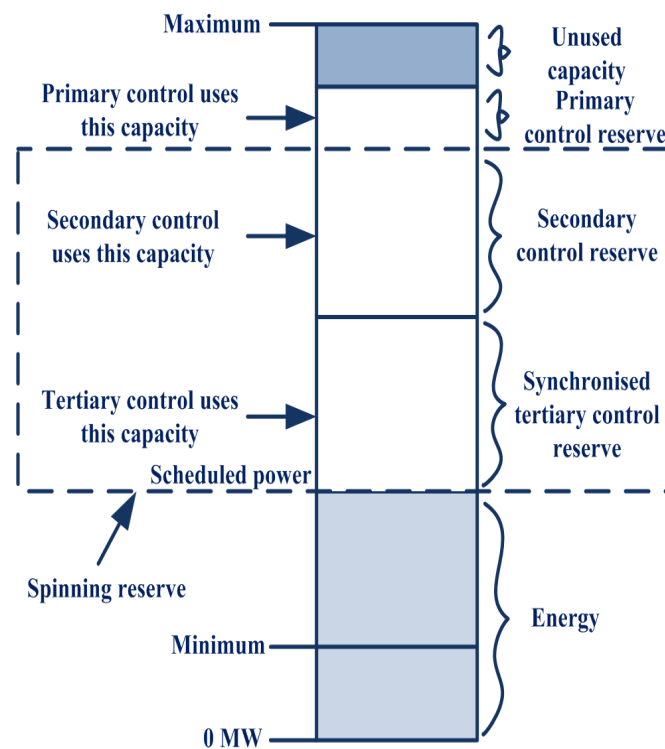 Maximum
Unused
capacity
Primary control uses
this capacity
Primary
control reserve
Secondary control
uses this capacity
Secondary
control reserve
Tertiary control uses
this capacity
Synchronised
tertiary control
reserve
Scheduled power
Spinning reserve
Energy
Minimum
0 MW